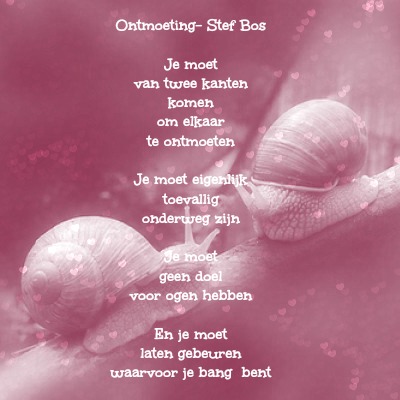 Ontmoeting- Stef Bos
Je moet
van twee kanten
komen
om elkaar
te ontmoeten
Je moet eigenlijk
toevallig
onderweg zijn
Je moet
geen doel
voor ogen hebben
En je moet
laten gebeuren
waarvoor je bang bent